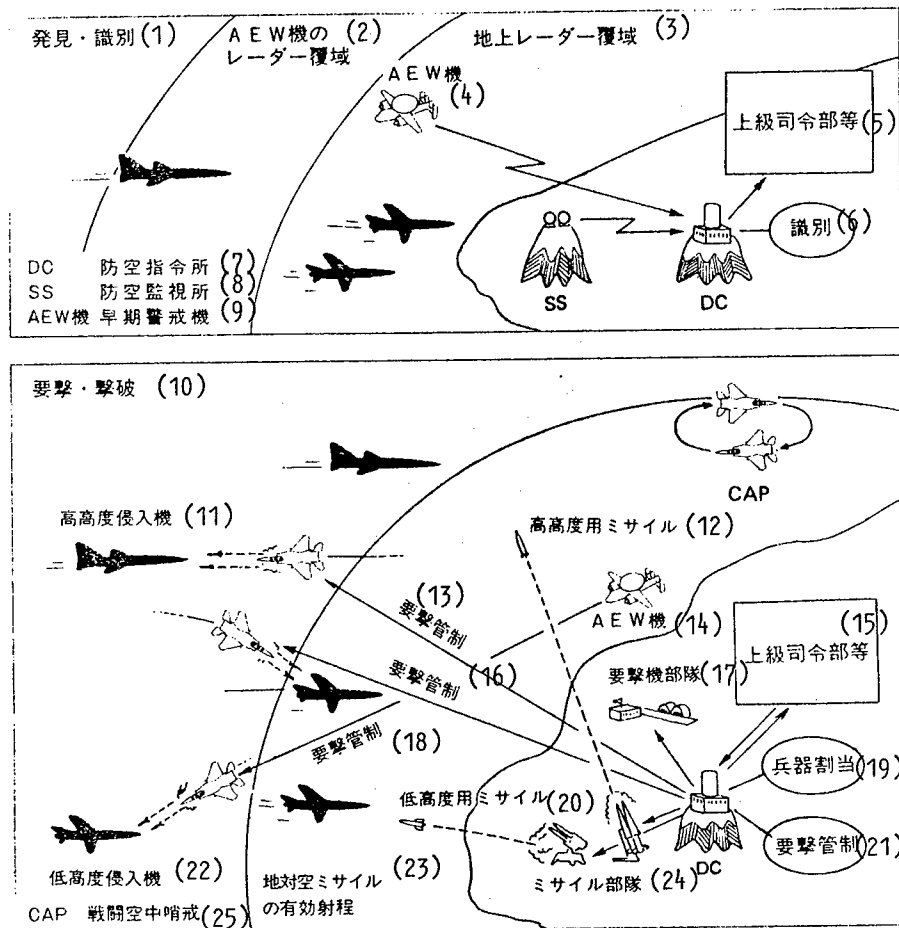 発見・識別 (1)
AEW機の (2)
レーダー覆域
地上レーダー覆域 (3)
AEW機 (4)
上級司令部等 (5)
識別 (6)
DC 防空指令所 (7)
SS 防空監視所 (8)
AEW機 早期警戒機 (9)
SS
DC
要撃・撃破 (10)
CAP
高高度侵入機 (11)
高高度用ミサイル (12)
(13)
要撃管制
AEW機 (14)
(15)
上級司令部等
要撃管制 (16)
要撃機部隊 (17)
要撃管制 (18)
兵器割当 (19)
低高度用ミサイル (20)
要撃管制 (21)
DC
低高度侵入機 (22)
地対空ミサイル (23)
の有効射程
ミサイル部隊 (24)
CAP 戦闘空中哨戒 (25)